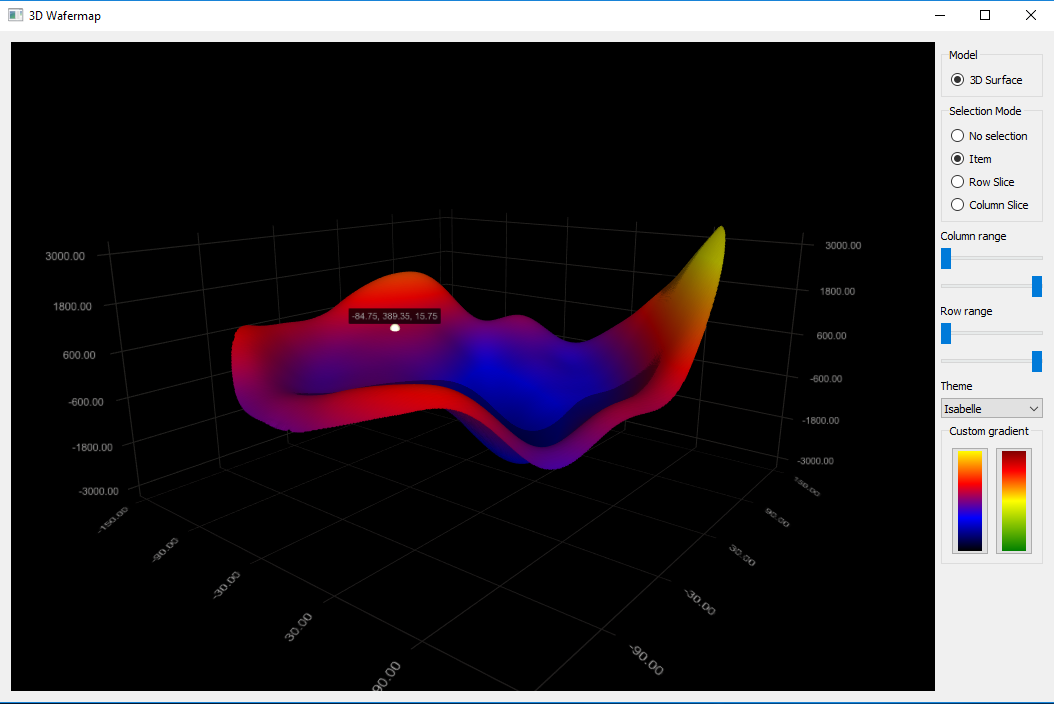 3D Wafermap
3000.00
1800.00
600.00
-600.00
-1800.00
-3000.00
-84.75, 389.35, 15.75
3000.00
1800.00
600.00
-600.00
-1800.00
-3000.00
-150.00
-90.00
-30.00
30.00
90.00
150.00
90.00
30.00
-30.00
-90.00
Model
3D Surface
Selection Mode
No selection
Item
Row Slice
Column Slice
Column range
Row range
Theme
Isabelle
Custom gradient